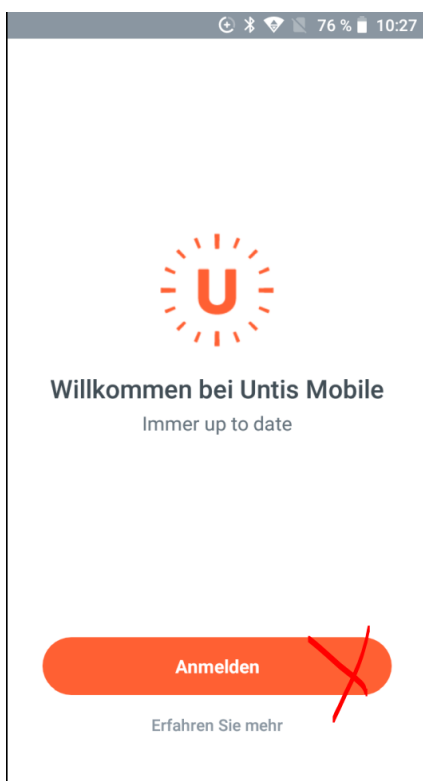 76 % 10:27
U
Willkommen bei Untis Mobile
Immer up to date
Anmelden
Erfahren Sie mehr